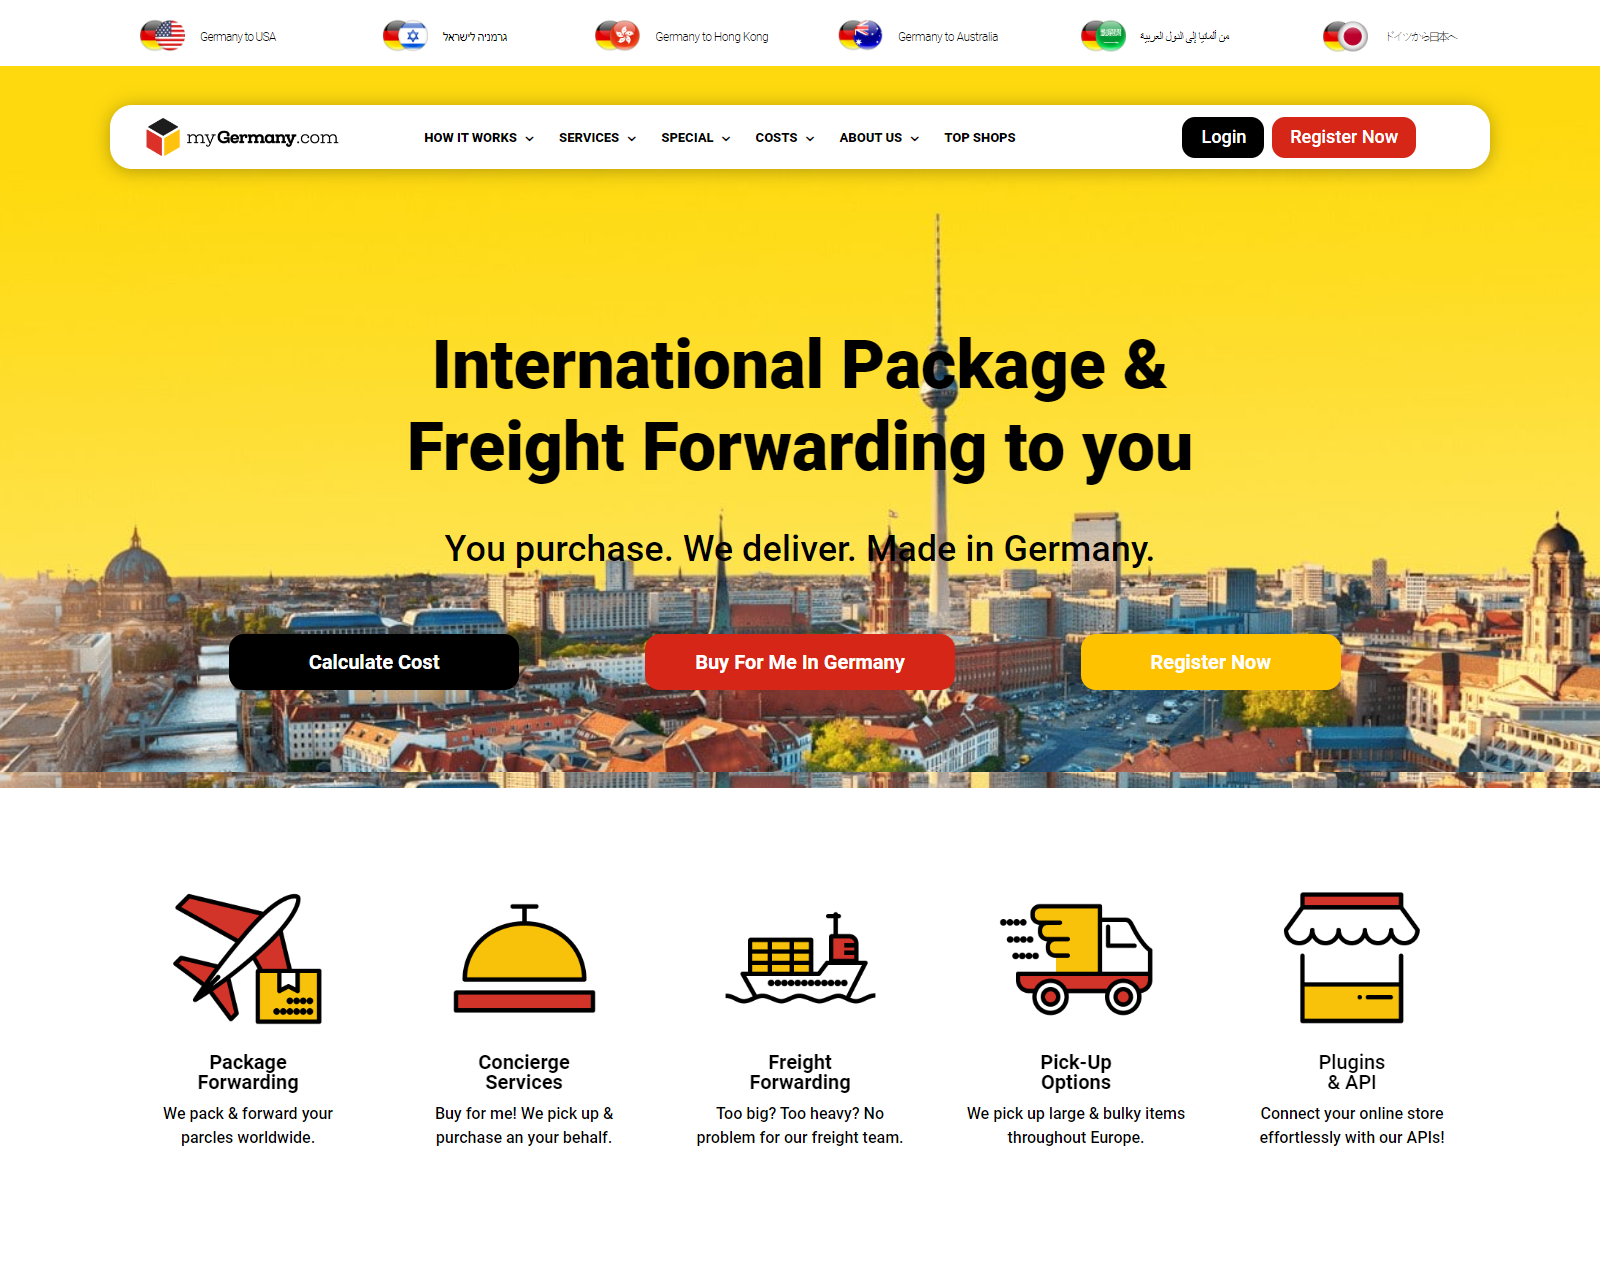 Germany to USA
גרמניה לישראל
Germany to Hong Kong
Germany to Australia
من ألمانيا إلى الدول العربية
ドイツから日本へ
myGermany.com
HOW IT WORKS
SERVICES
SPECIAL
COSTS
ABOUT US
TOP SHOPS
Login
Register Now
International Package &
Freight Forwarding to you
You purchase. We deliver. Made in Germany.
Calculate Cost
Buy For Me In Germany
Register Now
Package
Forwarding
We pack & forward your
parcles worldwide.
Concierge
Services
Buy for me! We pick up &
purchase an your behalf.
Freight
Forwarding
Too big? Too heavy? No
problem for our freight team.
Pick-Up
Options
We pick up large & bulky items
throughout Europe.
Plugins
& API
Connect your online store
effortlessly with our APIs!